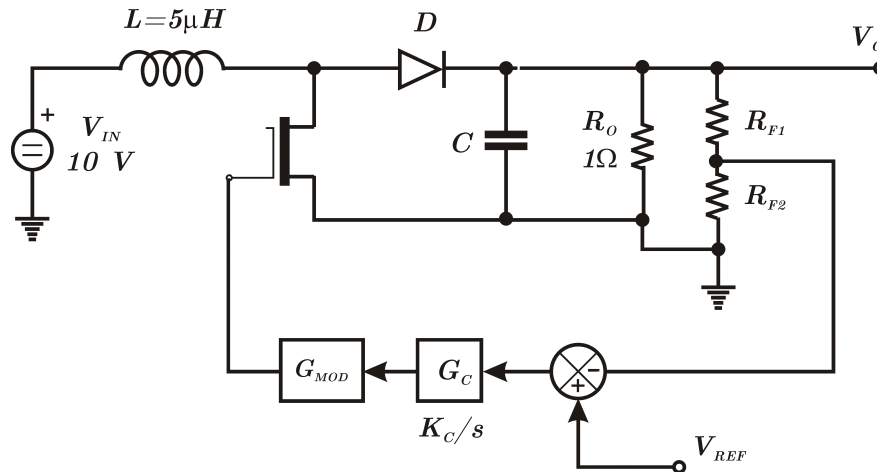 L=5µH
D
V_O
+
V_IN
10 V
C
R_O
1Ω
R_F1
R_F2
G_MOD
G_C
−
+
K_C/s
V_REF